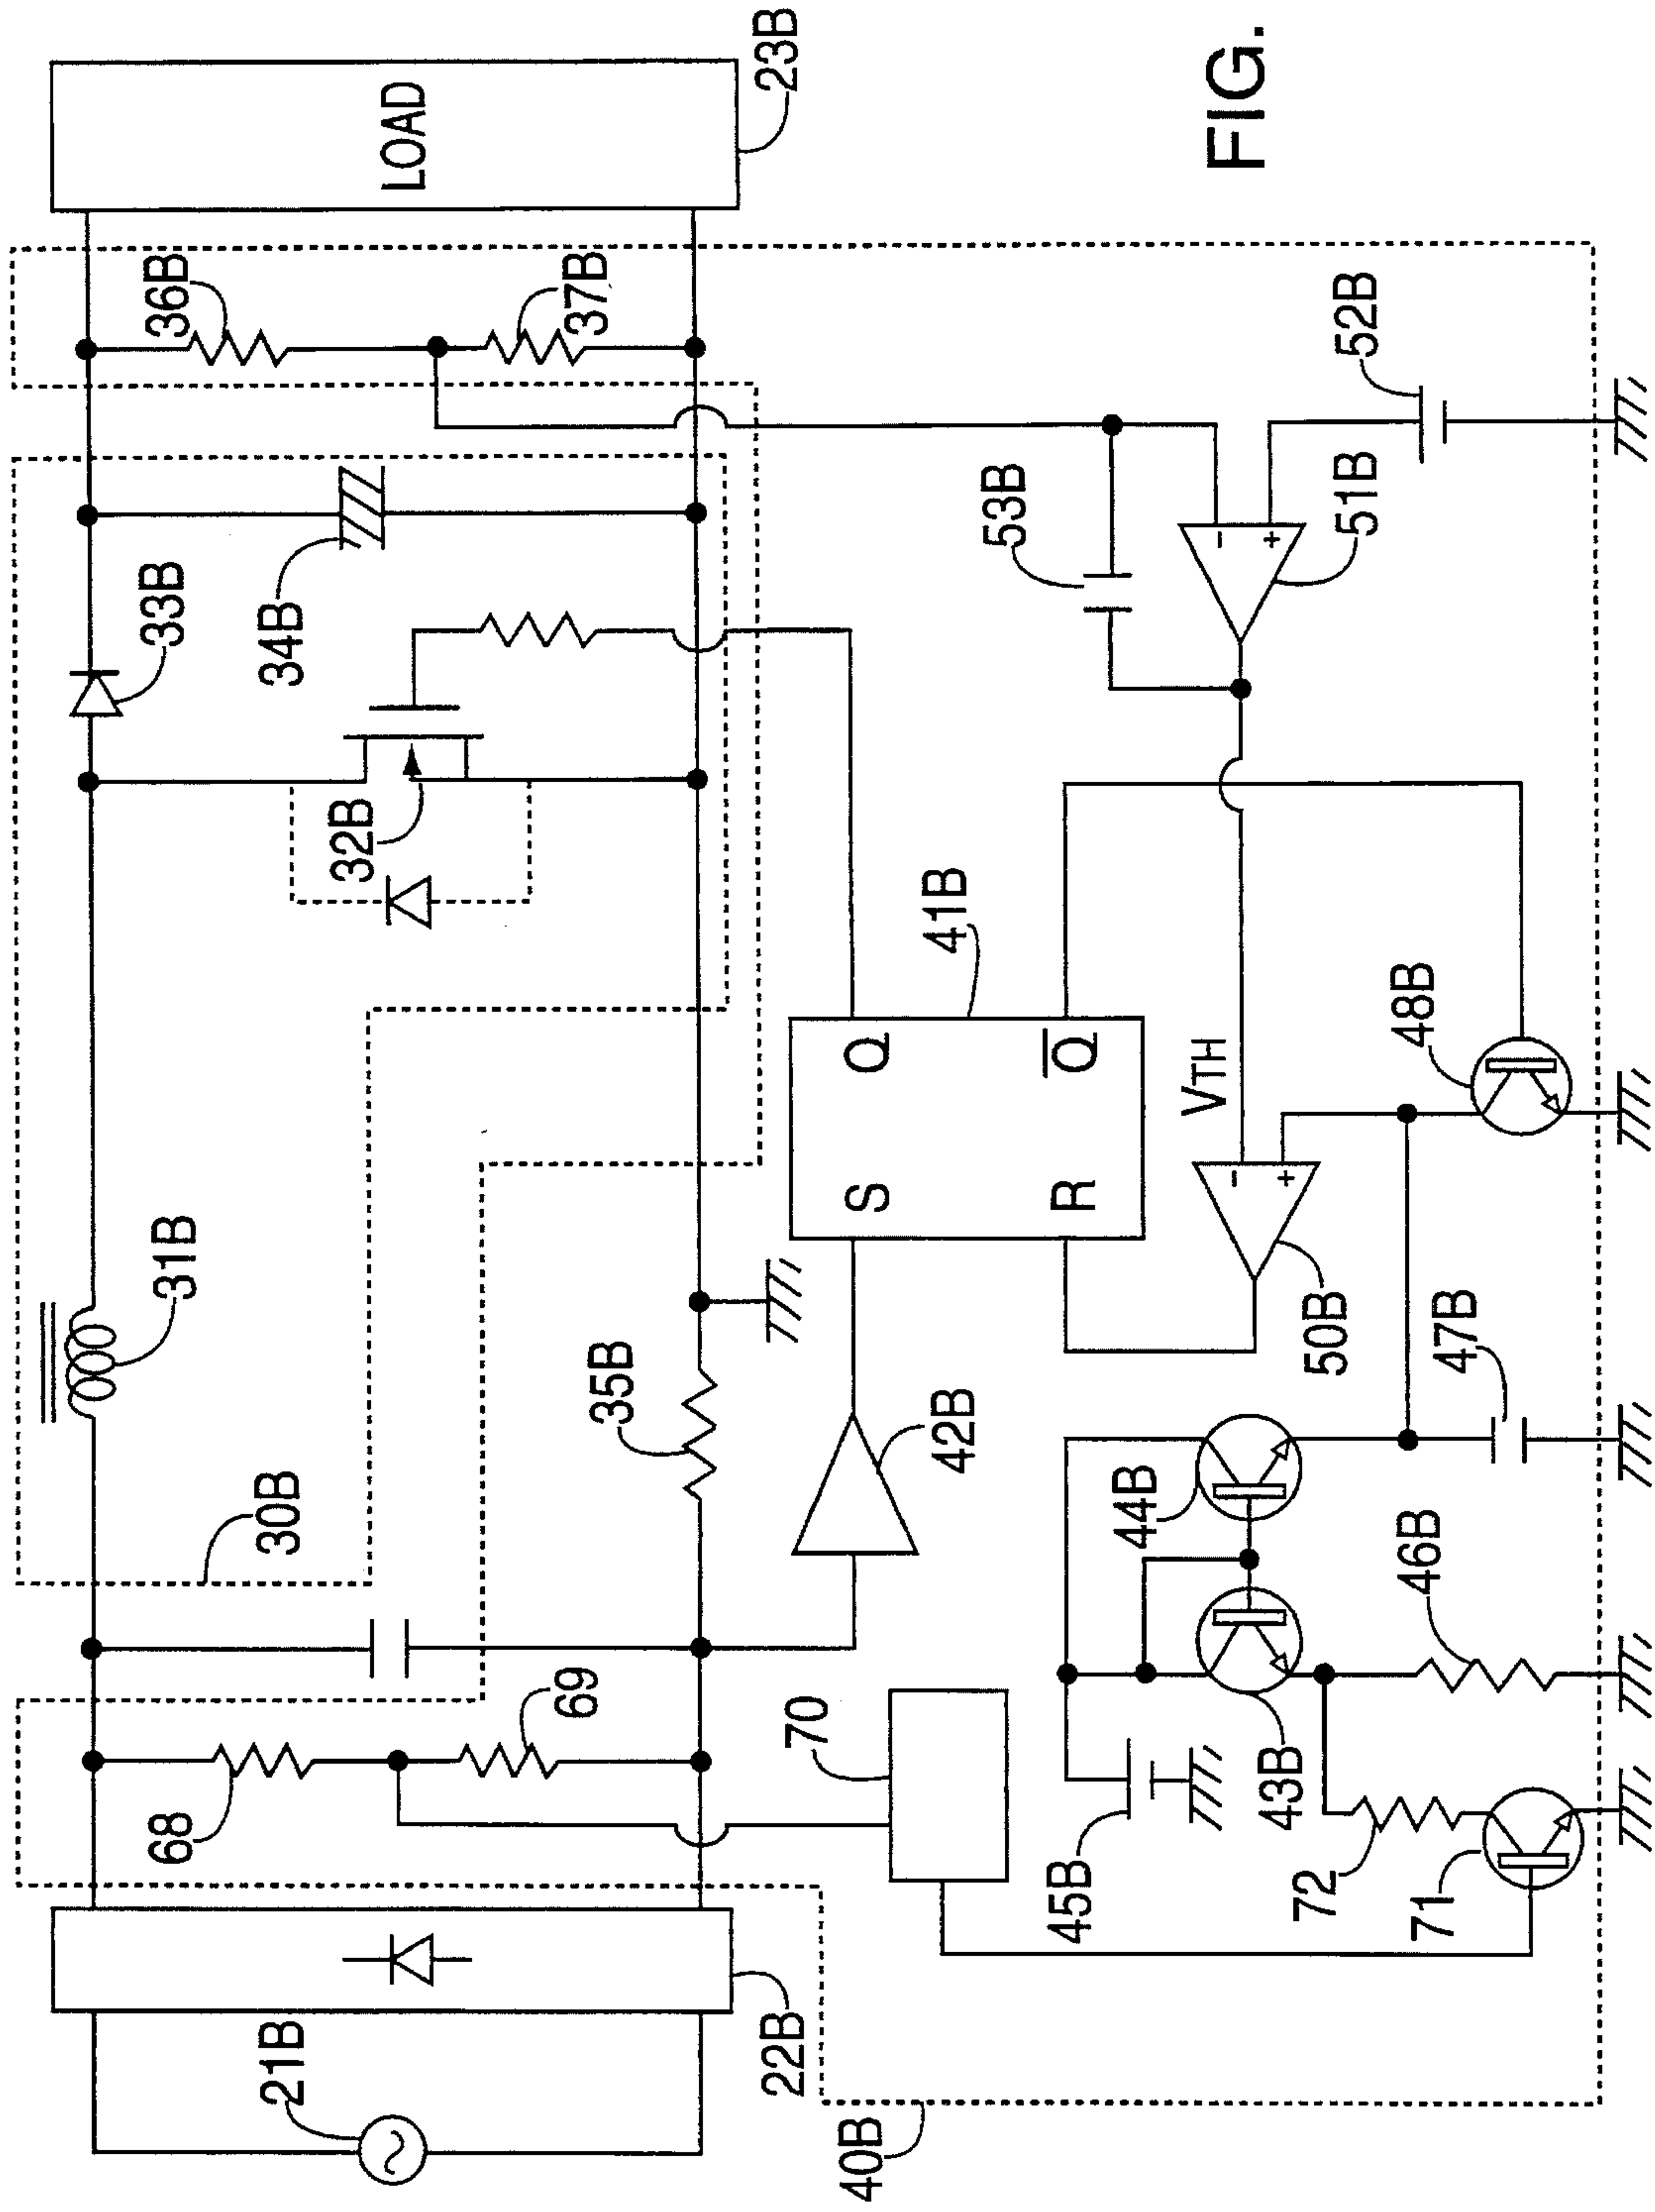 21B
22B
68
69
70
30B
31B
32B
33B
34B
35B
36B
37B
LOAD
23B
40B
41B
S
Q
R
Q̅
42B
VTH
-
+
50B
-
+
51B
52B
53B
43B
44B
45B
46B
47B
48B
71
72
FIG.